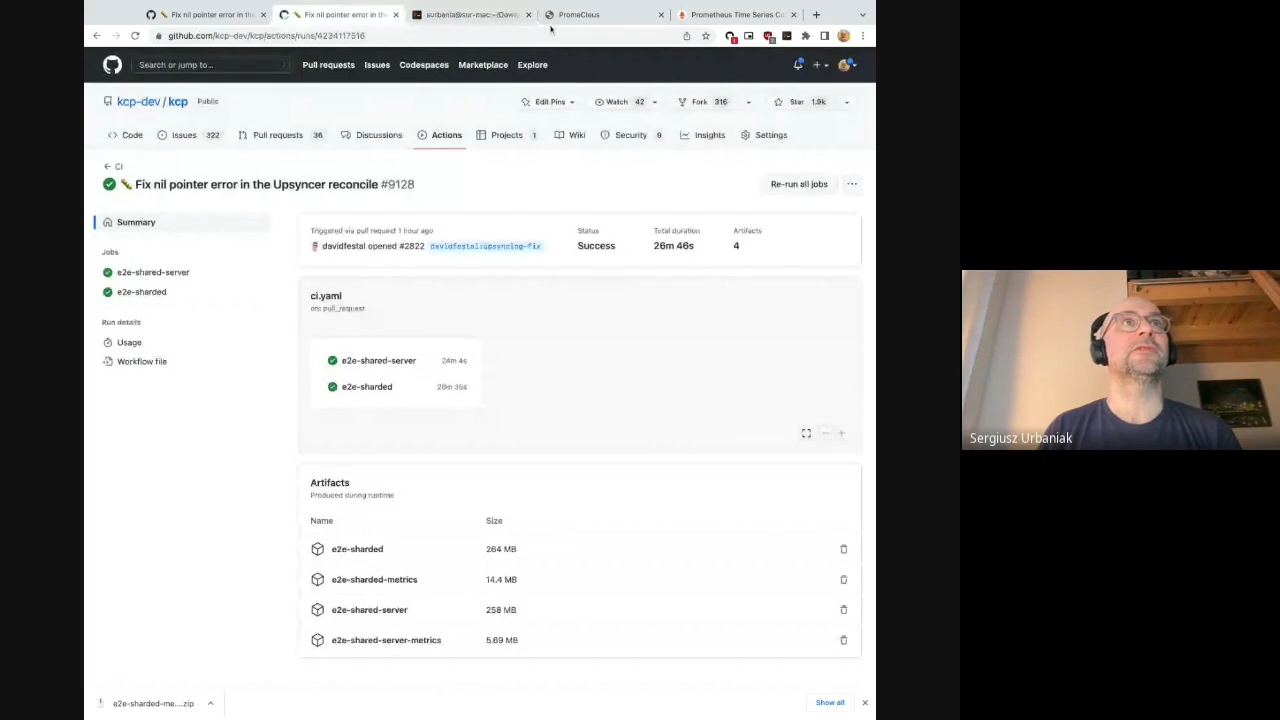 Fix nil pointer error in the
Fix nil pointer error in the
surbania@sur-mac:~/Downl
PromeCIeus
Prometheus Time Series Co
github.com/kcp-dev/kcp/actions/runs/4234117516
Search or jump to...
Pull requests
Issues
Codespaces
Marketplace
Explore
kcp-dev / kcp
Public
Edit Pins
Watch 42
Fork 316
Star 1.9k
Code
Issues 322
Pull requests 36
Discussions
Actions
Projects 1
Wiki
Security 9
Insights
Settings
CI
Fix nil pointer error in the Upsyncer reconcile #9128
Re-run all jobs
Summary
Jobs
e2e-shared-server
e2e-sharded
Run details
Usage
Workflow file
Triggered via pull request 1 hour ago
davidfestal opened #2822 davidfestal:upsyncing-fix
Status
Success
Total duration
26m 46s
Artifacts
4
ci.yaml
on: pull_request
e2e-shared-server 24m 4s
e2e-sharded 26m 35s
Artifacts
Produced during runtime
Name Size
e2e-sharded 264 MB
e2e-sharded-metrics 14.4 MB
e2e-shared-server 258 MB
e2e-shared-server-metrics 5.69 MB
e2e-sharded-me....zip
Show all
Sergiusz Urbaniak